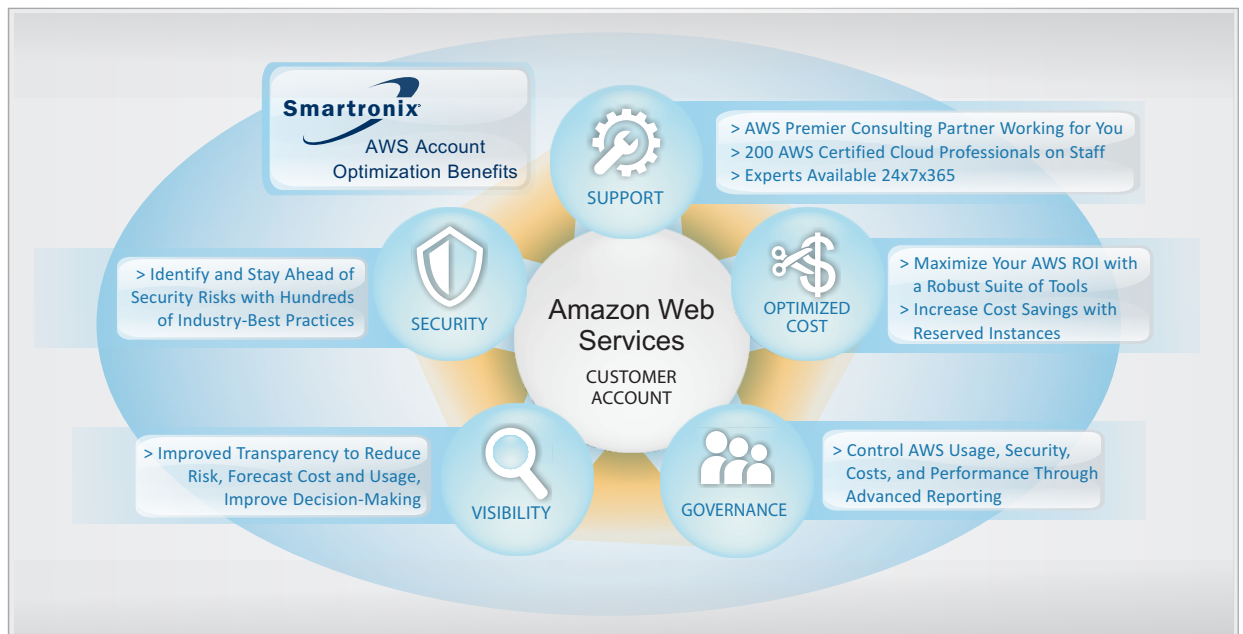 Smartronix
AWS Account
Optimization Benefits
SUPPORT
> AWS Premier Consulting Partner Working for You
> 200 AWS Certified Cloud Professionals on Staff
> Experts Available 24x7x365
> Identify and Stay Ahead of
Security Risks with Hundreds
of Industry-Best Practices
SECURITY
Amazon Web
Services
CUSTOMER
ACCOUNT
OPTIMIZED
COST
> Maximize Your AWS ROI with
a Robust Suite of Tools
> Increase Cost Savings with
Reserved Instances
> Improved Transparency to Reduce
Risk, Forecast Cost and Usage,
Improve Decision-Making
VISIBILITY
GOVERNANCE
> Control AWS Usage, Security,
Costs, and Performance Through
Advanced Reporting